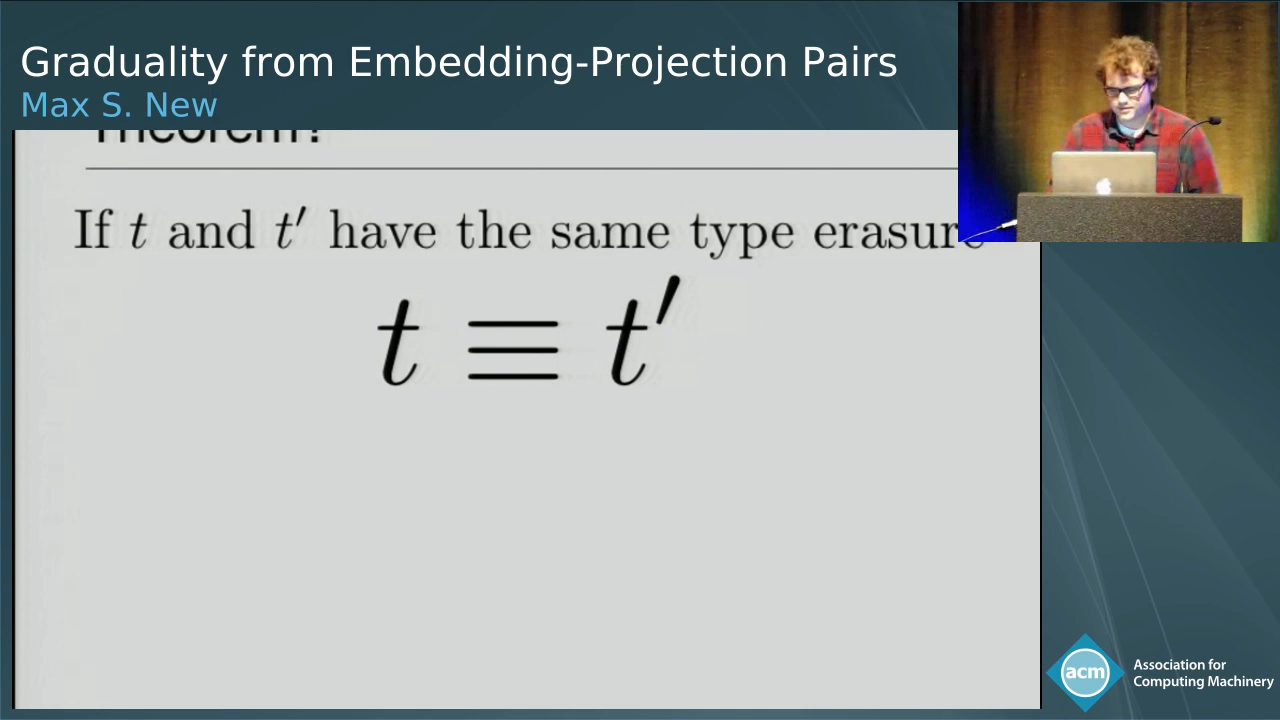 Graduality from Embedding-Projection Pairs
Max S. New
Theorem?
If t and t′ have the same type erasure
t ≡ t′
acm
Association for
Computing Machinery